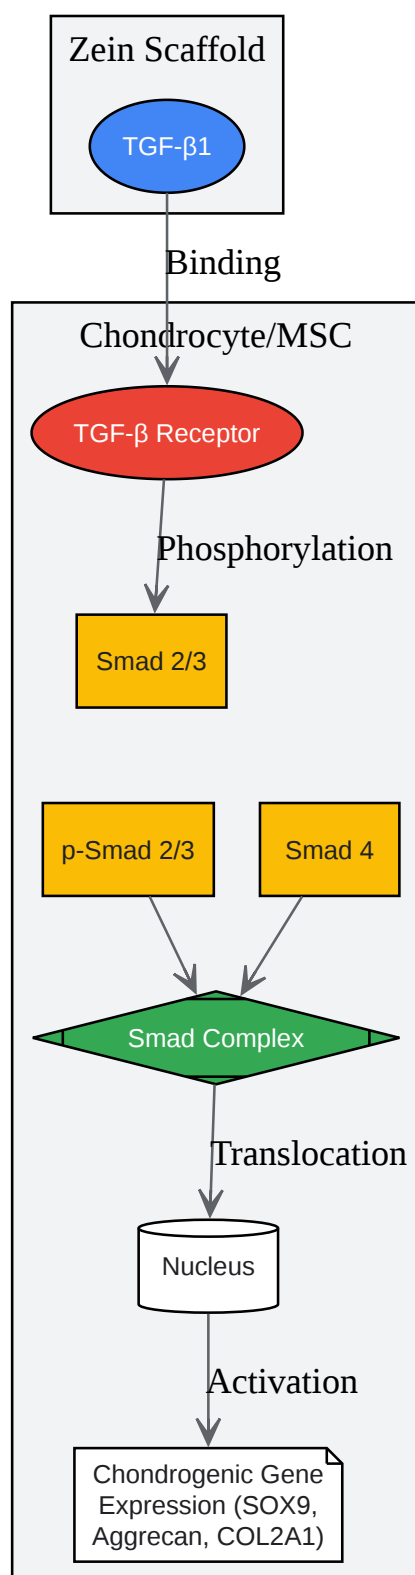 Zein Scaffold
TGF-β1
Binding
Chondrocyte/MSC
TGF-β Receptor
Phosphorylation
Smad 2/3
p-Smad 2/3
Smad 4
Smad Complex
Translocation
Nucleus
Activation
Chondrogenic Gene
Expression (SOX9,
Aggrecan, COL2A1)